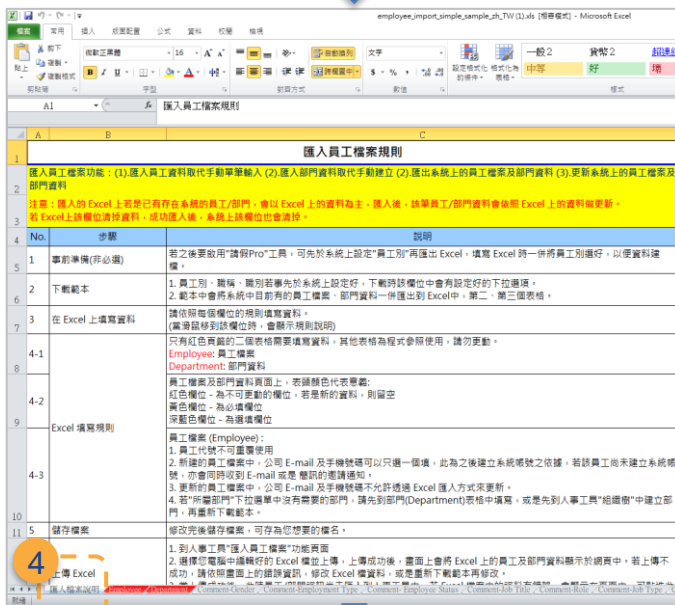 employee_import_simple_sample_zh_TW (1).xls [相容模式] - Microsoft Excel
檔案 常用 插入 版面配置 公式 資料 校閱 檢視
貼上 剪下 複製 複製格式 微軟正黑體 16 自動換列 跨欄置中 文字 設定格式化的條件 格式化為表格 一般 2 貨幣 2 中等 好 壞
剪貼簿 字型 對齊方式 數值 樣式
A1 fx 匯入員工檔案規則
A B C
1 匯入員工檔案規則
2 匯入員工檔案功能：(1).匯入員工資料取代手動單筆輸入 (2).匯入部門資料取代手動建立 (2).匯出系統上的員工檔案及部門資料 (3).更新系統上的員工檔案及
部門資料
注意：匯入的 Excel 上若是已有存在系統的員工/部門，會以 Excel 上的資料為主，匯入後，該筆員工/部門資料會依照 Excel 上的資料做更新。
3 若 Excel上該欄位清掉資料，成功匯入後，系統上該欄位也會清掉。
4 No. 步驟 說明
5 1 事前準備(非必選) 若之後要啟用"請假Pro"工具，可先於系統上設定"員工別"再匯出 Excel，填寫 Excel 時一併將員工別選好，以便資料建
檔。
6 2 下載範本 1. 員工別、職稱、職別若事先於系統上設定好，下載時該欄位中會有設定好的下拉選項。
2. 範本中會將系統中目前有的員工檔案、部門資料一併匯出到 Excel中，第二、第三個表格。
7 3 在 Excel 上填寫資料 請依照每個欄位的規則填寫資料。
(當滑鼠移到該欄位時，會顯示規則說明)
8 4-1 只有紅色頁籤的二個表格需要填寫資料，其他表格為程式參照使用，請勿更動。
Employee: 員工檔案
Department: 部門資料
9 4-2 Excel 填寫規則 員工檔案及部門資料頁面上，表頭顏色代表意義:
紅色欄位 - 為不可更動的欄位，若是新的資料，則留空
黃色欄位 - 為必填欄位
深藍色欄位 - 為選填欄位
10 4-3 員工檔案 (Employee) :
1. 員工代號不可重覆使用
2. 新建的員工檔案中，公司 E-mail 及手機號碼可以只選一個填，此為之後建立系統帳號之依據，若該員工尚未建立系統帳
號，亦會同時收到 E-mail 或是 簡訊的邀請通知。
3. 更新的員工檔案中，公司 E-mail 及手機號碼不允許透過 Excel 匯入方式來更新。
4. 若"所屬部門"下拉選單中沒有需要的部門，請先到部門(Department)表格中填寫，或是先到人事工具"組織樹"中建立部
門，再重新下載範本。
11 5 儲存檔案 修改完後儲存檔案，可存為您想要的檔名。
4 上傳 Excel 1. 到人事工具"匯入員工檔案"功能頁面
2. 選擇您電腦中編輯好的 Excel 檔並上傳，上傳成功後，畫面上會將 Excel 上的員工及部門資料顯示於網頁中，若上傳不
成功，請依照畫面上的錯誤資訊，修改 Excel 檔資料，或是重新下載範本再修改。
匯入檔案說明 Employee Department Comment-Gender Comment-Employment Type Comment-Employee Status Comment-Job Title Comment-Role Comment-Job Type
就緒